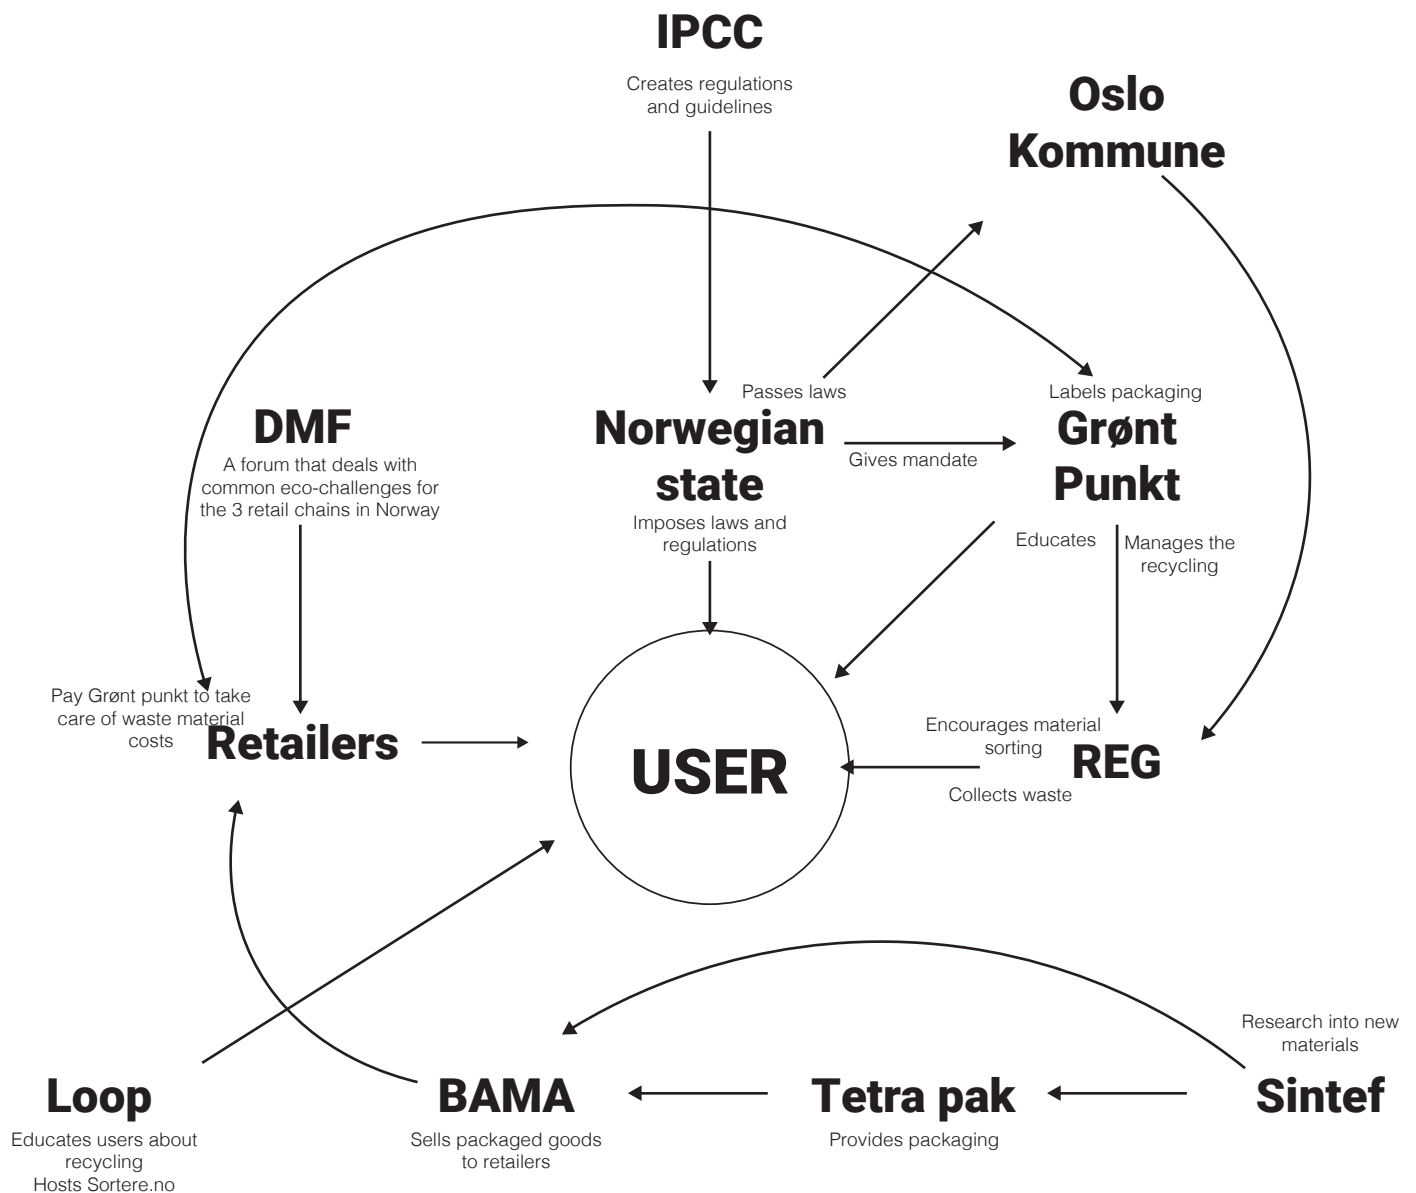 IPCC
Creates regulations
and guidelines
Oslo
Kommune
Passes laws
Labels packaging
DMF
A forum that deals with
common eco-challenges for
the 3 retail chains in Norway
Norwegian
state
Imposes laws and
regulations
Gives mandate
Grønt
Punkt
Educates
Manages the
recycling
Pay Grønt punkt to take
care of waste material
costs
Retailers
USER
Encourages material
sorting
REG
Collects waste
Loop
Educates users about
recycling
Hosts Sortere.no
BAMA
Sells packaged goods
to retailers
Tetra pak
Provides packaging
Research into new
materials
Sintef